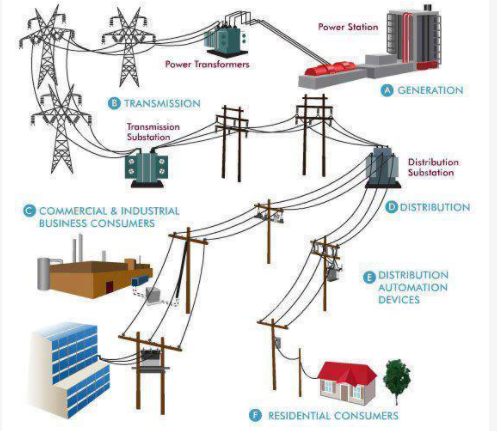 Power Station
Power Transformers
A GENERATION
B TRANSMISSION
Transmission
Substation
Distribution
Substation
C COMMERCIAL & INDUSTRIAL
BUSINESS CONSUMERS
D DISTRIBUTION
E DISTRIBUTION
AUTOMATION
DEVICES
F RESIDENTIAL CONSUMERS